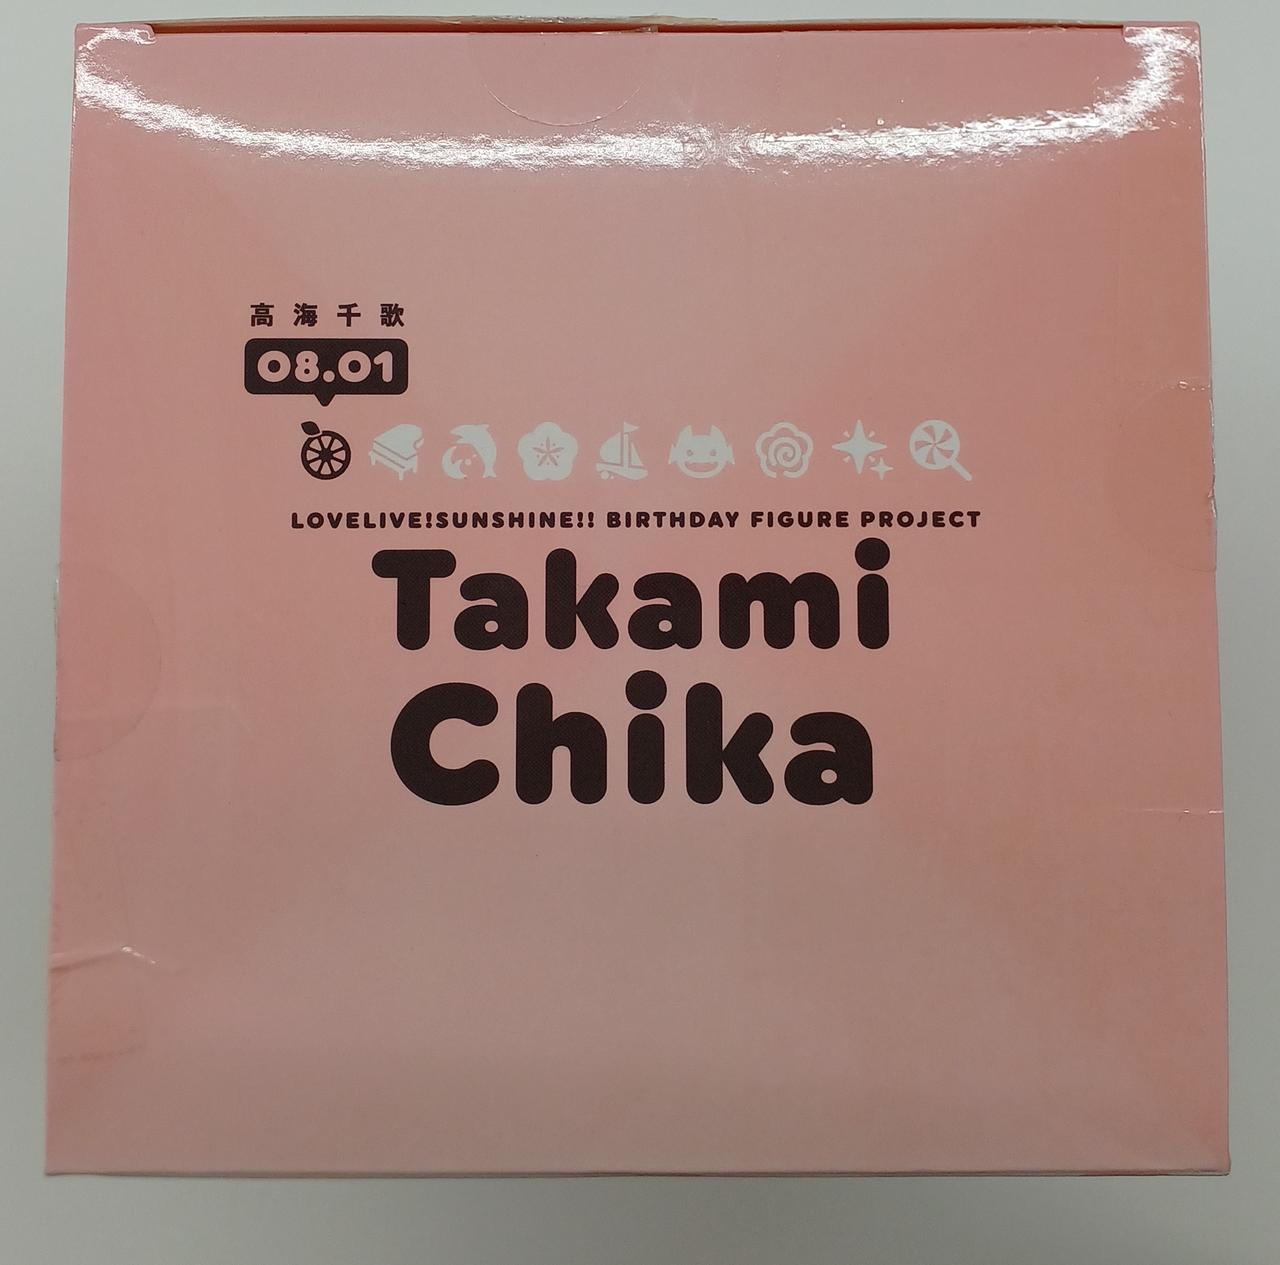 高海千歌
08.01
LOVELIVE!SUNSHINE!! BIRTHDAY FIGURE PROJECT
Takami
Chika